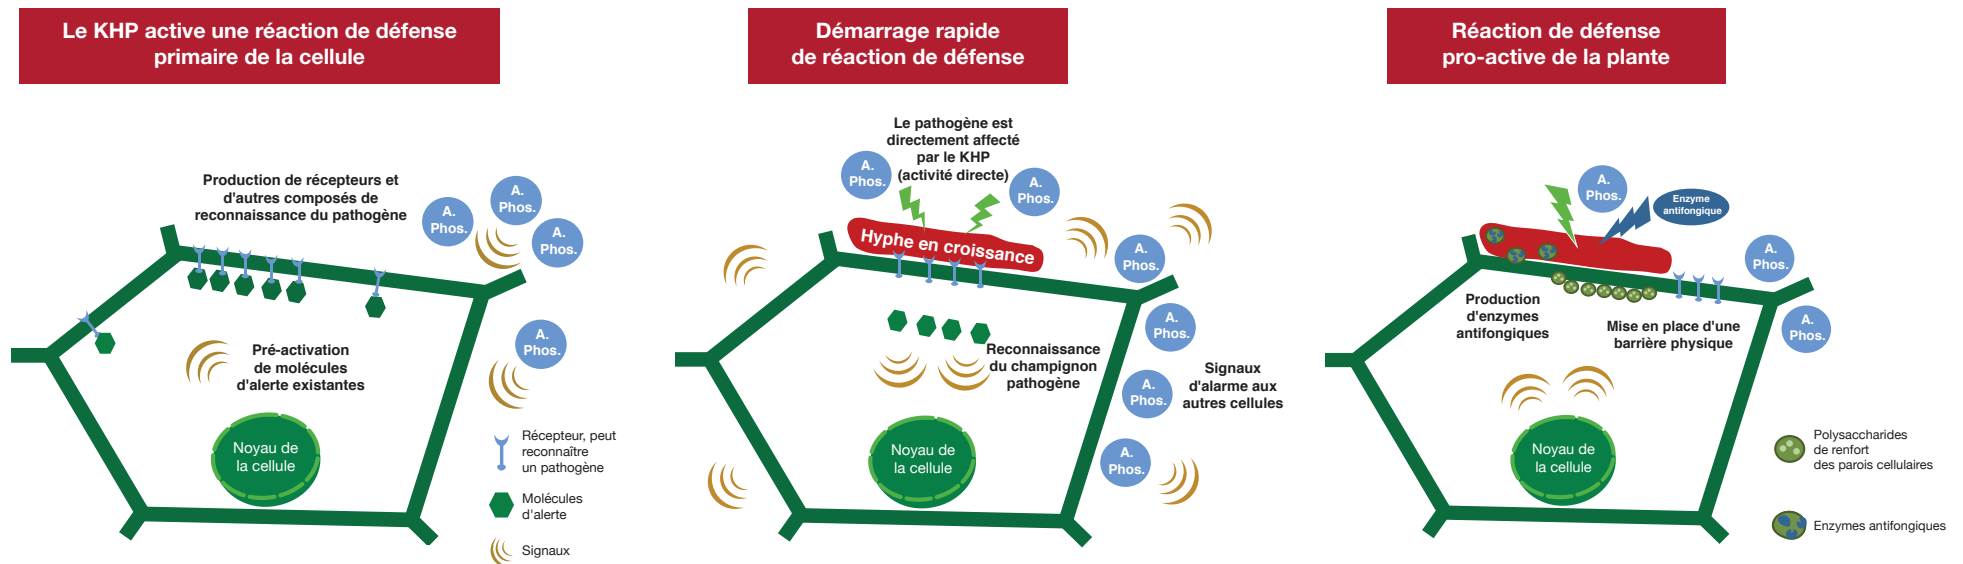 Le KHP active une réaction de défense
primaire de la cellule
Production de récepteurs et
d'autres composés de
reconnaissance du pathogène
A.
Phos.
A.
Phos.
A.
Phos.
A.
Phos.
Pré-activation
de molécules
d'alerte existantes
Noyau de
la cellule
Récepteur, peut
reconnaître
un pathogène
Molécules
d'alerte
Signaux
Démarrage rapide
de réaction de défense
Le pathogène est
directement affecté
par le KHP
(activité directe)
A.
Phos.
A.
Phos.
Hyphe en croissance
A.
Phos.
A.
Phos.
Reconnaissance
du champignon
pathogène
Signaux
d'alarme aux
autres cellules
A.
Phos.
A.
Phos.
Noyau de
la cellule
Réaction de défense
pro-active de la plante
A.
Phos.
Enzyme
antifongique
A.
Phos.
A.
Phos.
Production
d'enzymes
antifongiques
Mise en place d'une
barrière physique
Noyau de
la cellule
Polysaccharides
de renfort
des parois cellulaires
Enzymes antifongiques